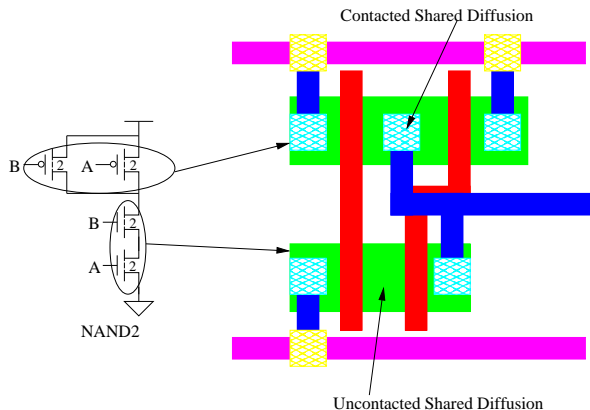 Contacted Shared Diffusion
B 2 A 2
B 2
A 2
NAND2
Uncontacted Shared Diffusion